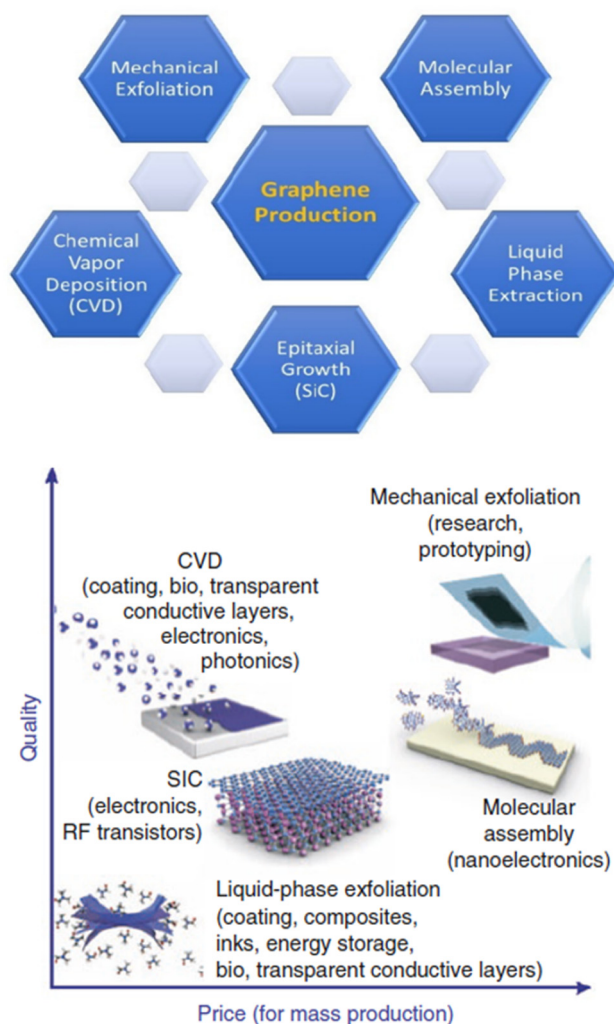 Mechanical
Exfoliation
Molecular
Assembly
Graphene
Production
Chemical
Vapor
Deposition
(CVD)
Liquid
Phase
Extraction
Epitaxial
Growth
(SiC)
Mechanical exfoliation
(research,
prototyping)
CVD
(coating, bio, transparent
conductive layers,
electronics,
photonics)
Quality
SIC
(electronics,
RF transistors)
Molecular
assembly
(nanoelectronics)
Liquid-phase exfoliation
(coating, composites,
inks, energy storage,
bio, transparent conductive layers)
Price (for mass production)